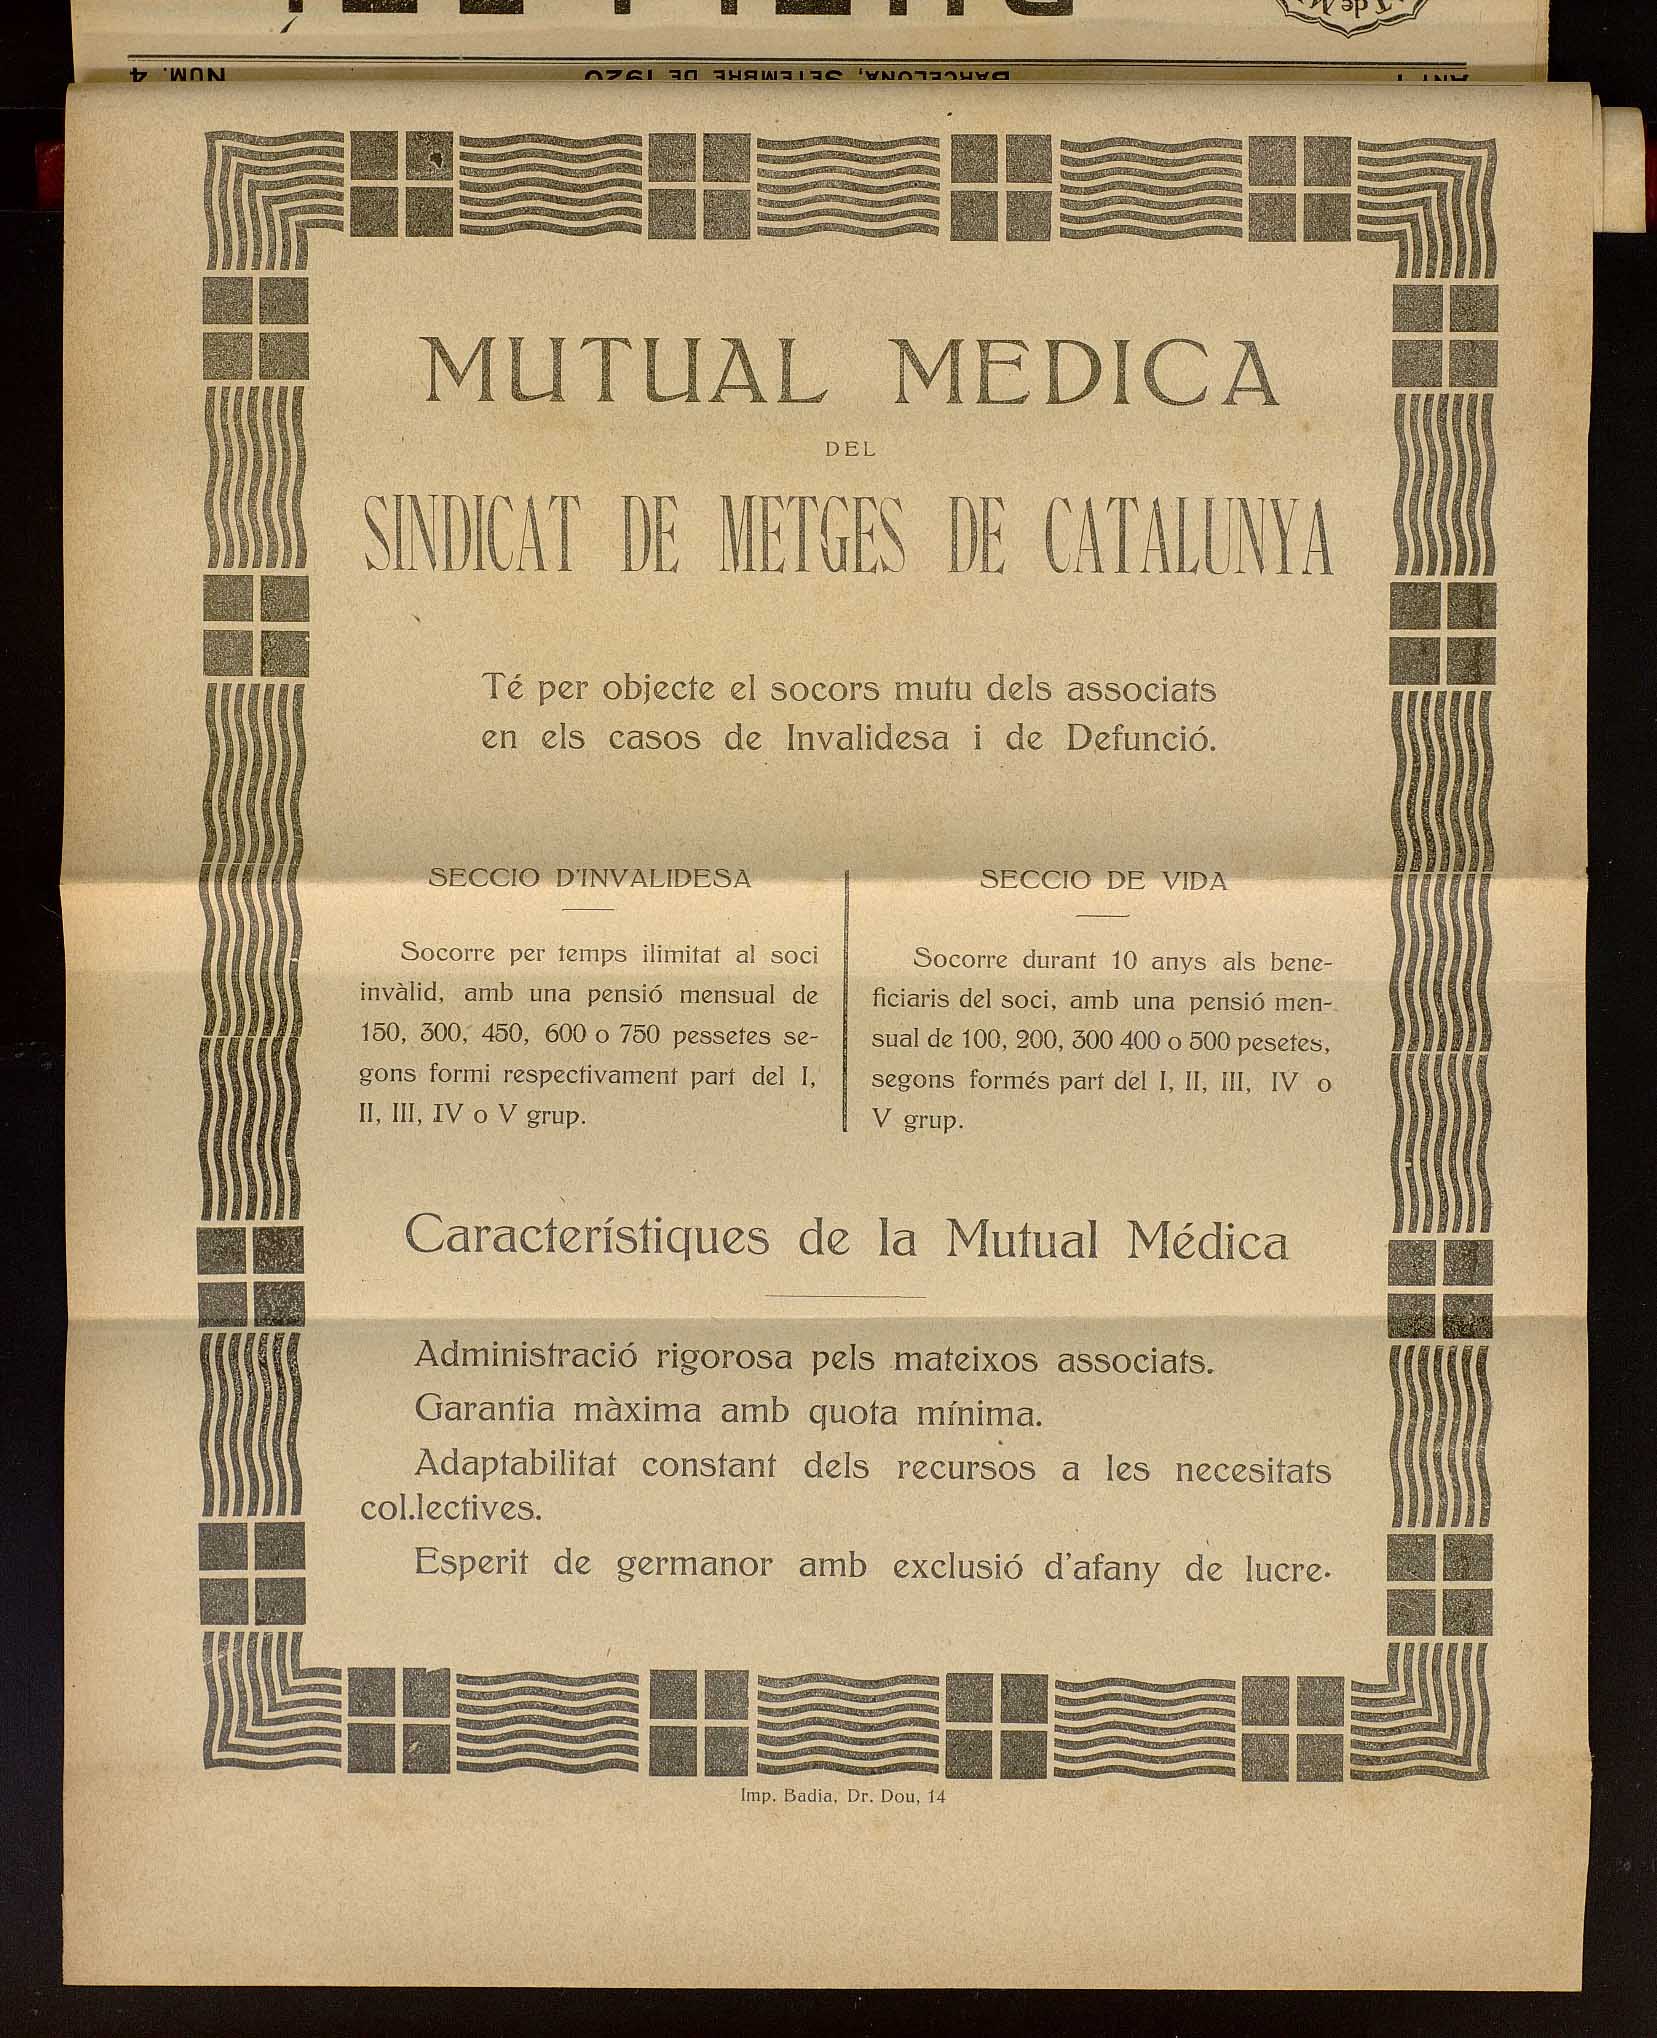 NUM. 4 BARCELONA, SETEMBRE DE 1920 ANY I
MUTUAL MEDICA
DEL
SINDICAT DE METGES DE CATALUNYA
Té per objecte el socors mutu dels associats
en els casos de Invalidesa i de Defunció.
SECCIO D'INVALIDESA
Socorre per temps ilimitat al soci
invàlid, amb una pensió mensual de
150, 300, 450, 600 o 750 pessetes se-
gons formi respectivament part del I,
II, III, IV o V grup.
SECCIO DE VIDA
Socorre durant 10 anys als bene-
ficiaris del soci, amb una pensió men-
sual de 100, 200, 300 400 o 500 pesetes,
segons formés part del I, II, III, IV o
V grup.
Característiques de la Mutual Médica
Administració rigorosa pels mateixos associats.
Garantia màxima amb quota mínima.
Adaptabilitat constant dels recursos a les necesitats
col.lectives.
Esperit de germanor amb exclusió d'afany de lucre.
Imp. Badia, Dr. Dou, 14